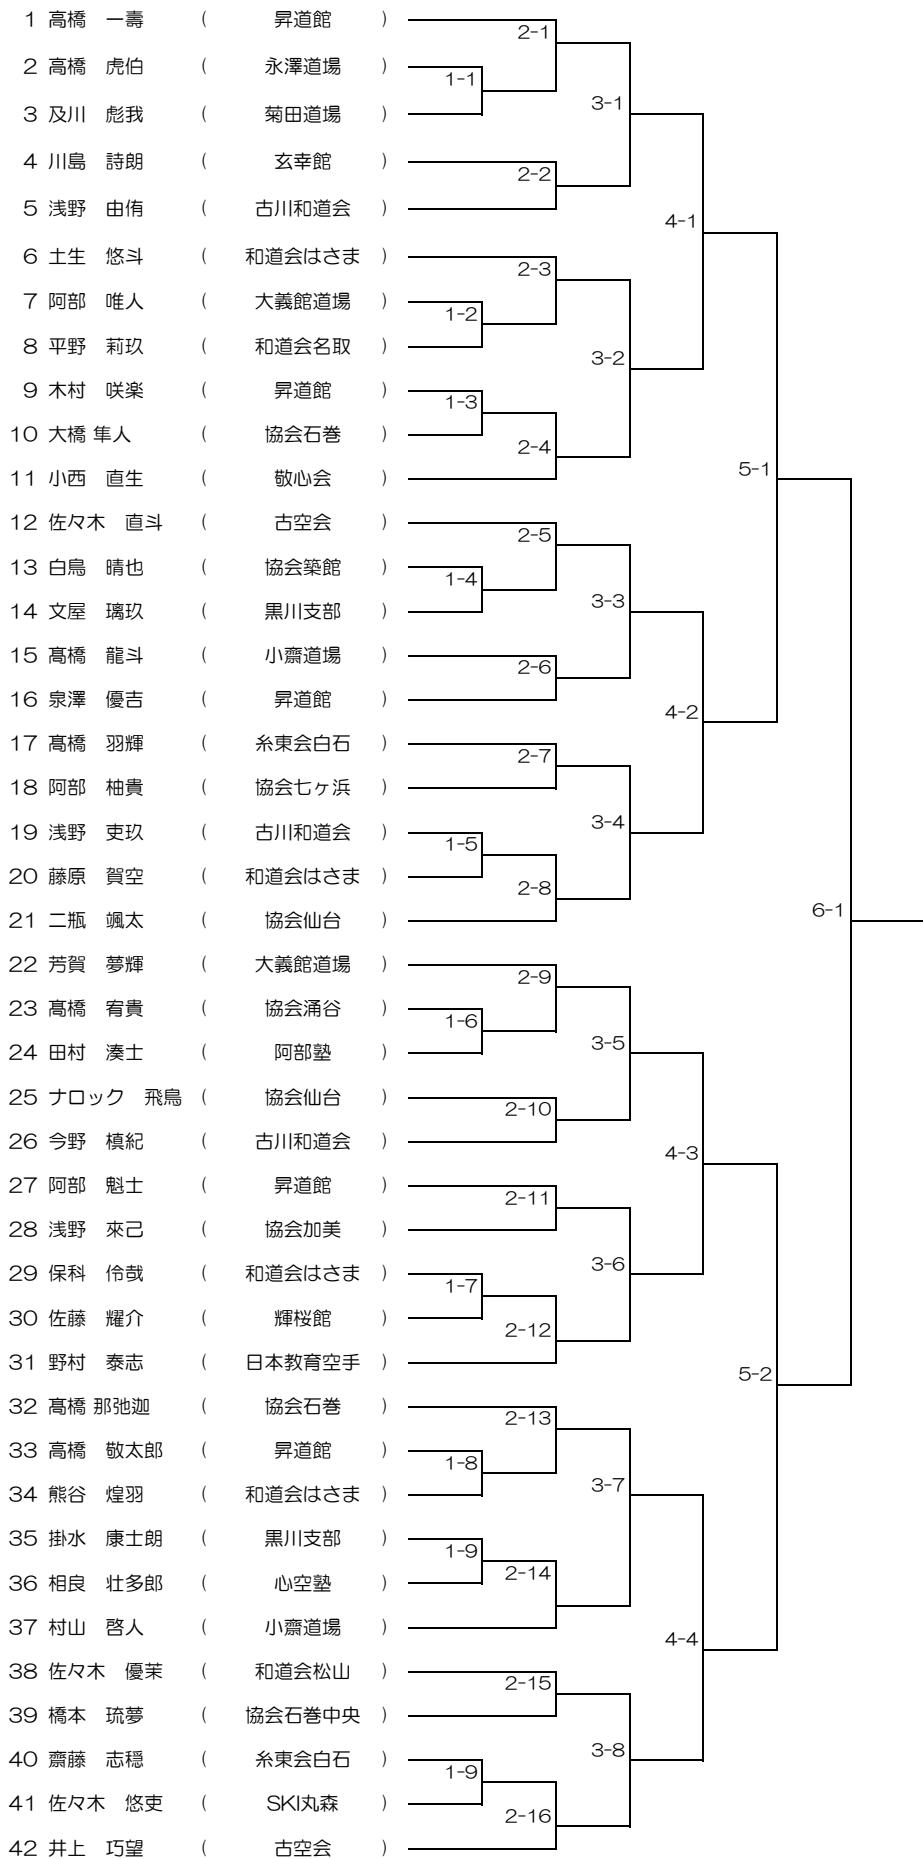 1 高橋　一壽 ( 昇道館 )
2-1
2 高橋　虎伯 ( 永澤道場 )
1-1
3-1
3 及川　彪我 ( 菊田道場 )
4 川島　詩朗 ( 玄幸館 )
2-2
5 浅野　由侑 ( 古川和道会 )
4-1
6 土生　悠斗 ( 和道会はさま )
2-3
7 阿部　唯人 ( 大義館道場 )
1-2
8 平野　莉玖 ( 和道会名取 )
3-2
9 木村　咲楽 ( 昇道館 )
1-3
10 大橋 隼人 ( 協会石巻 )
2-4
11 小西　直生 ( 敬心会 )
5-1
12 佐々木　直斗 ( 古空会 )
2-5
13 白鳥　晴也 ( 協会築館 )
1-4
3-3
14 文屋　璃玖 ( 黒川支部 )
15 髙橋　龍斗 ( 小齋道場 )
2-6
16 泉澤　優吉 ( 昇道館 )
4-2
17 髙橋　羽輝 ( 糸東会白石 )
2-7
18 阿部　柚貴 ( 協会七ヶ浜 )
3-4
19 浅野　吏玖 ( 古川和道会 )
1-5
20 藤原　賀空 ( 和道会はさま )
2-8
21 二瓶　颯太 ( 協会仙台 )
6-1
22 芳賀　夢輝 ( 大義館道場 )
2-9
23 髙橋　宥貴 ( 協会涌谷 )
1-6
3-5
24 田村　湊士 ( 阿部塾 )
25 ナロック　飛鳥 ( 協会仙台 )
2-10
26 今野　槙紀 ( 古川和道会 )
4-3
27 阿部　魁士 ( 昇道館 )
2-11
28 浅野　來己 ( 協会加美 )
3-6
29 保科　伶哉 ( 和道会はさま )
1-7
30 佐藤　耀介 ( 輝桜館 )
2-12
31 野村　泰志 ( 日本教育空手 )
5-2
32 髙橋 那弛迦 ( 協会石巻 )
2-13
33 高橋　敬太郎 ( 昇道館 )
1-8
3-7
34 熊谷　煌羽 ( 和道会はさま )
35 掛水　康士朗 ( 黒川支部 )
1-9
2-14
36 相良　壮多郎 ( 心空塾 )
37 村山　啓人 ( 小齋道場 )
4-4
38 佐々木　優茉 ( 和道会松山 )
2-15
39 橋本　琉夢 ( 協会石巻中央 )
3-8
40 齋藤　志穏 ( 糸東会白石 )
1-9
41 佐々木　悠吏 ( SKI丸森 )
2-16
42 井上　巧望 ( 古空会 )